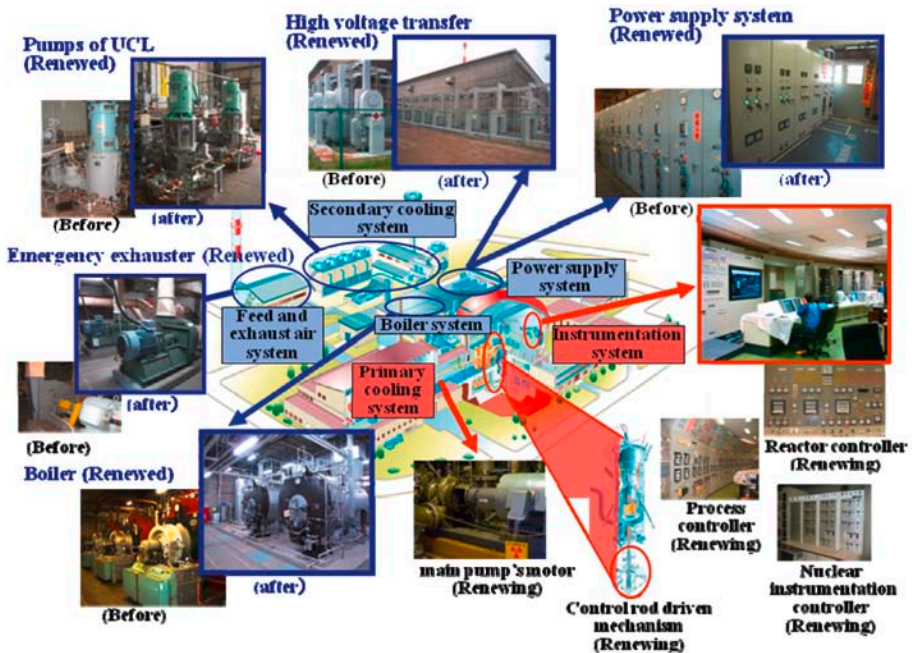 High voltage transfer
(Renewed)
Power supply system
(Renewed)
Pumps of UCL
(Renewed)
(Before)
(after)
(Before)
(after)
(Before)
(after)
Secondary cooling
system
Emergency exhauster (Renewed)
Power supply
system
Feed and
exhaust air
system
Boiler system
Instrumentation
system
Primary
cooling
system
(after)
(Before)
Boiler (Renewed)
Reactor controller
(Renewing)
Process
controller
(Renewing)
main pump's motor
(Renewing)
(after)
(Before)
Nuclear
instrumentation
controller
(Renewing)
Control rod driven
mechanism
(Renewing)